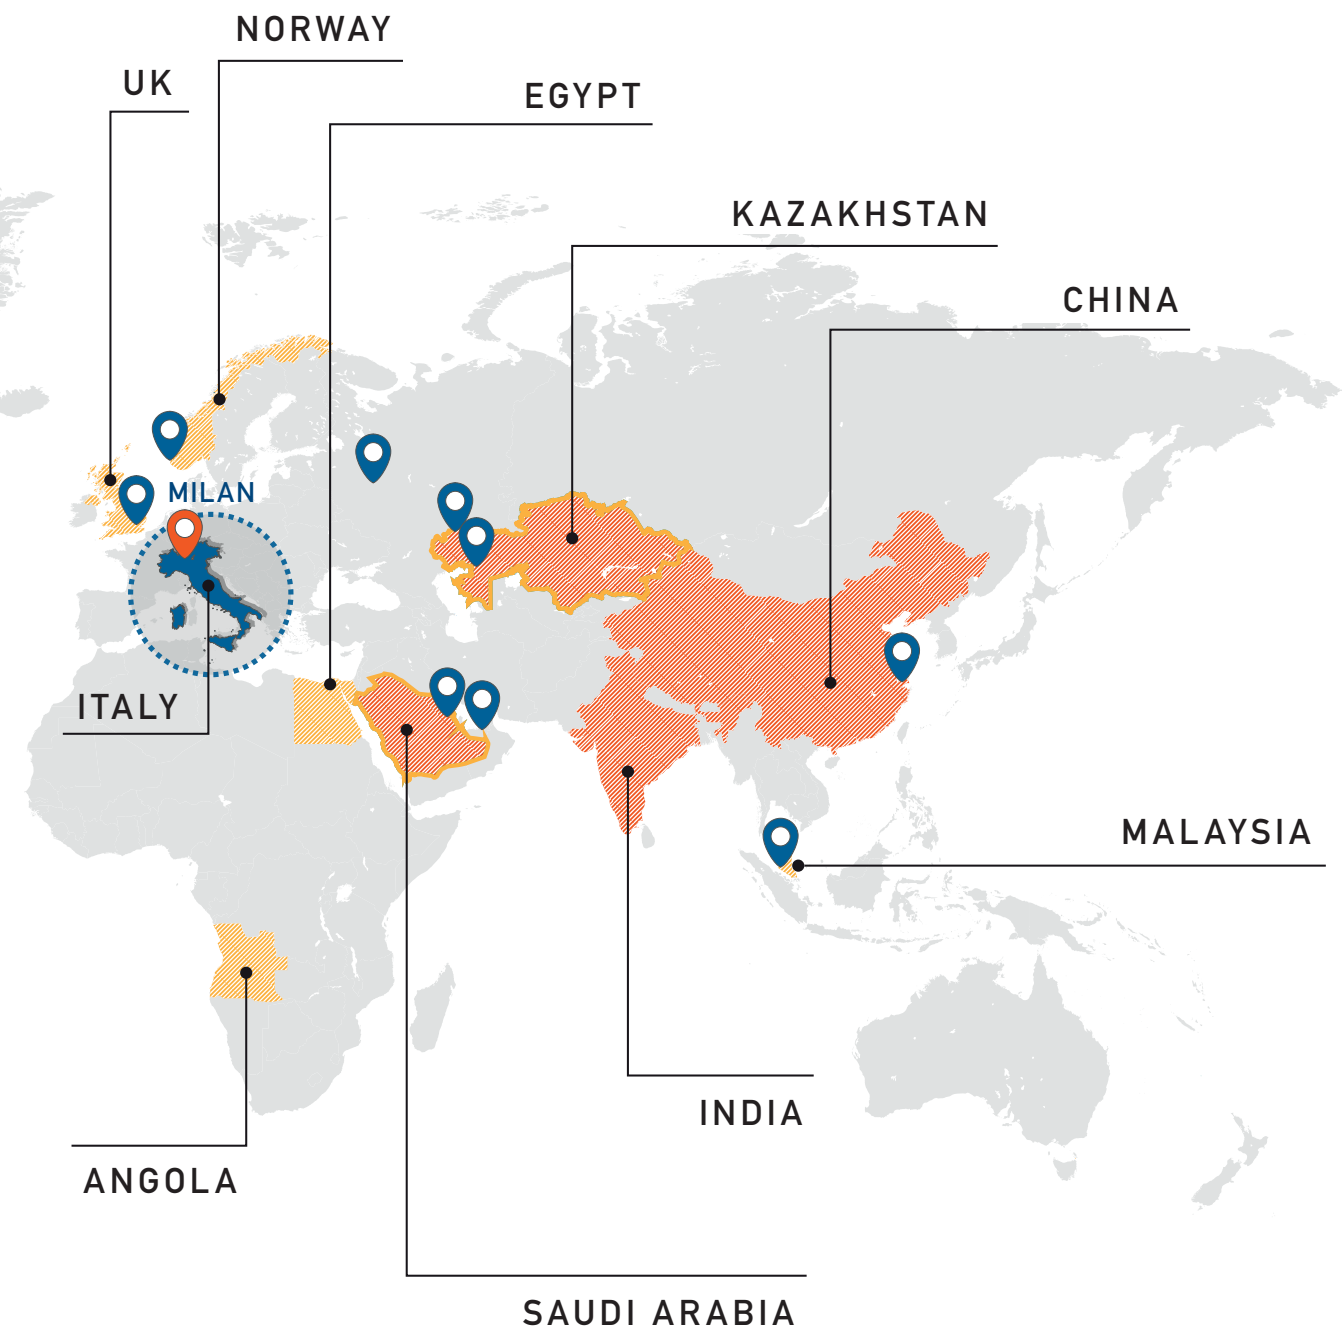 NORWAY
UK
EGYPT
KAZAKHSTAN
CHINA
MILAN
ITALY
MALAYSIA
INDIA
ANGOLA
SAUDI ARABIA